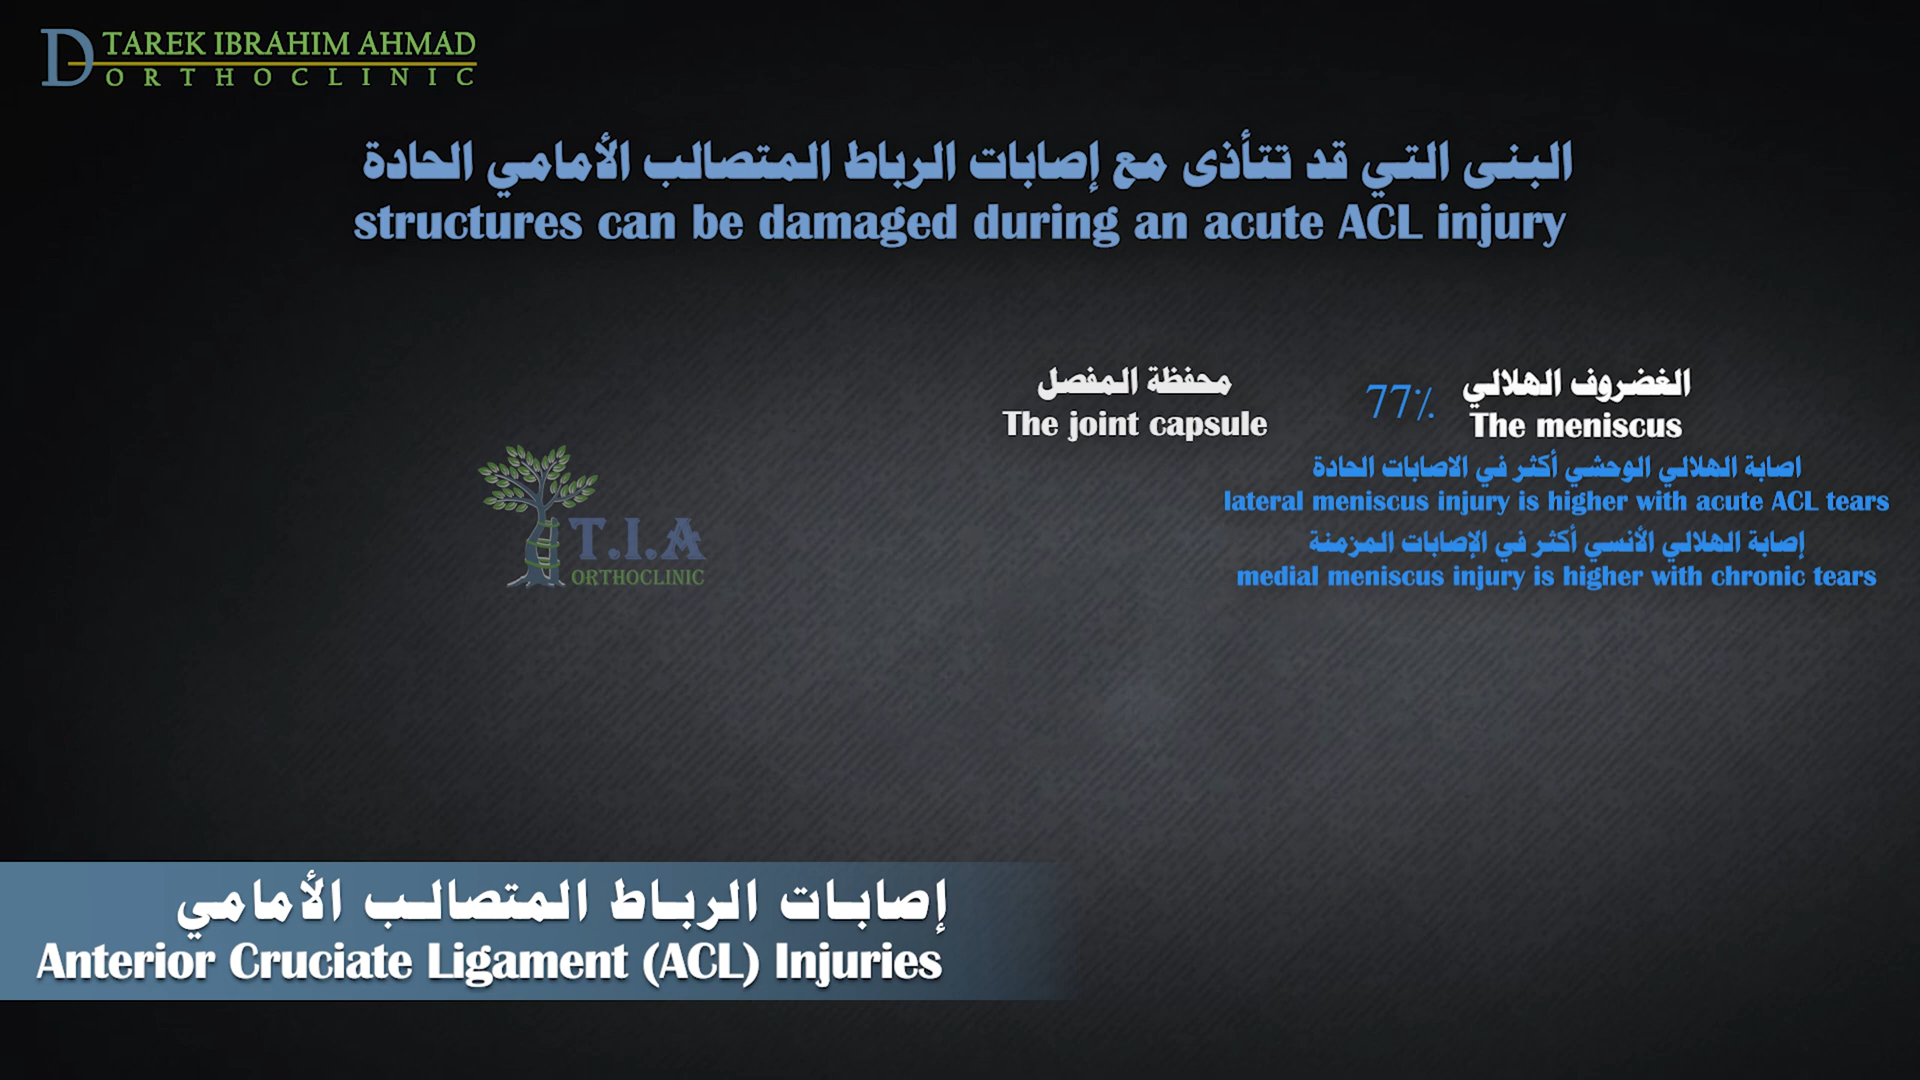 D TAREK IBRAHIM AHMAD
ORTHOCLINIC
البنى التي قد تتأذى مع إصابات الرباط المتصالب الأمامي الحادة
structures can be damaged during an acute ACL injury
الغضروف الهلالي
The meniscus
77٪
اصابة الهلالي الوحشي أكثر في الاصابات الحادة
lateral meniscus injury is higher with acute ACL tears
إصابة الهلالي الأنسي أكثر في الإصابات المزمنة
medial meniscus injury is higher with chronic tears
محفظة المفصل
The joint capsule
T.I.A
ORTHOCLINIC
إصابات الرباط المتصالب الأمامي
Anterior Cruciate Ligament (ACL) Injuries